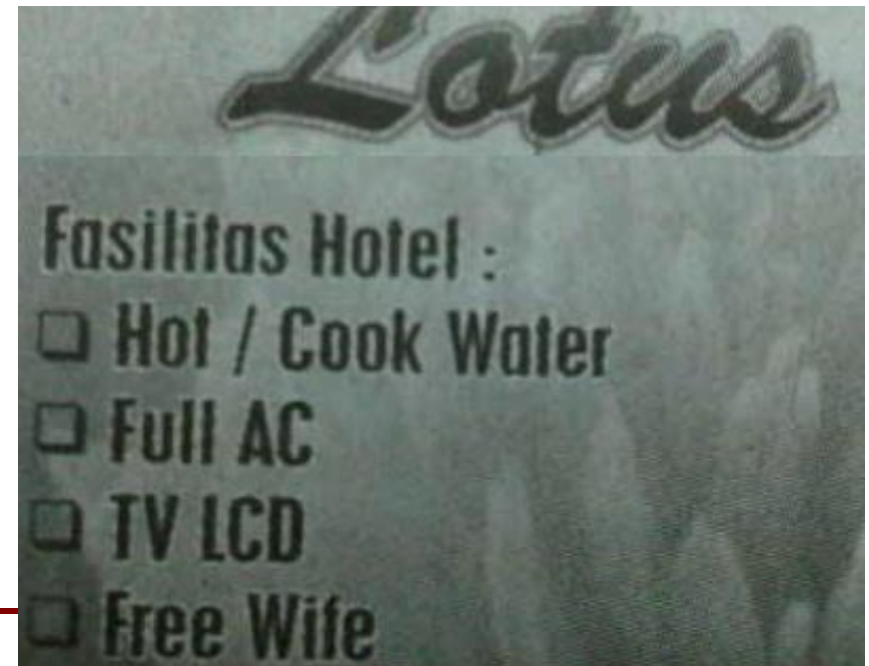 Lotus
Fasilitas Hotel :
Hot / Cook Water
Full AC
TV LCD
Free Wife